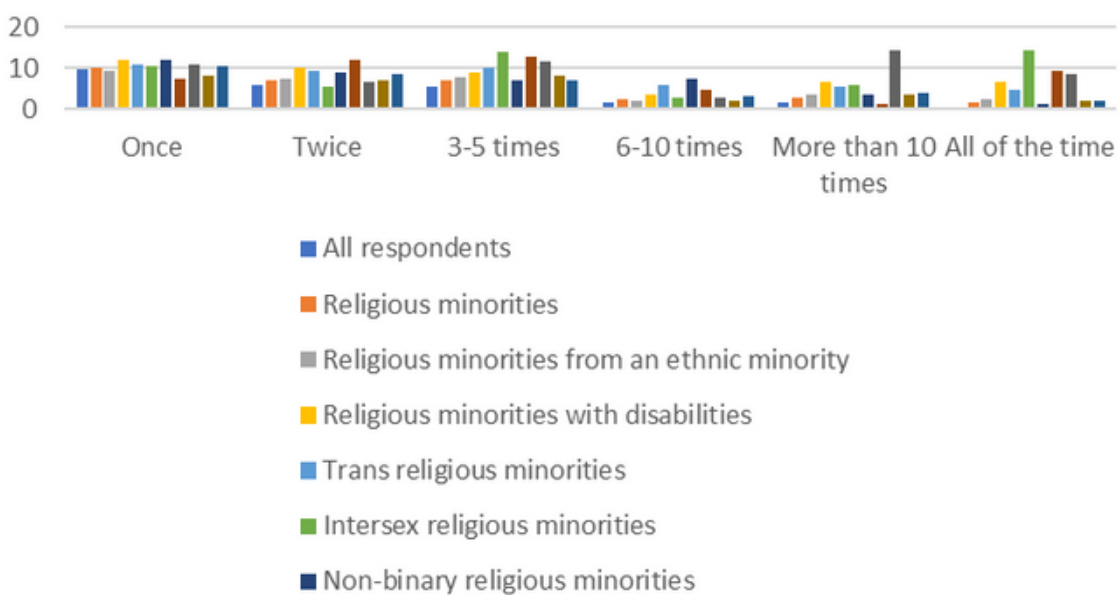 20
10
0
Once
Twice
3-5 times
6-10 times
More than 10 times
All of the time
All respondents
Religious minorities
Religious minorities from an ethnic minority
Religious minorities with disabilities
Trans religious minorities
Intersex religious minorities
Non-binary religious minorities